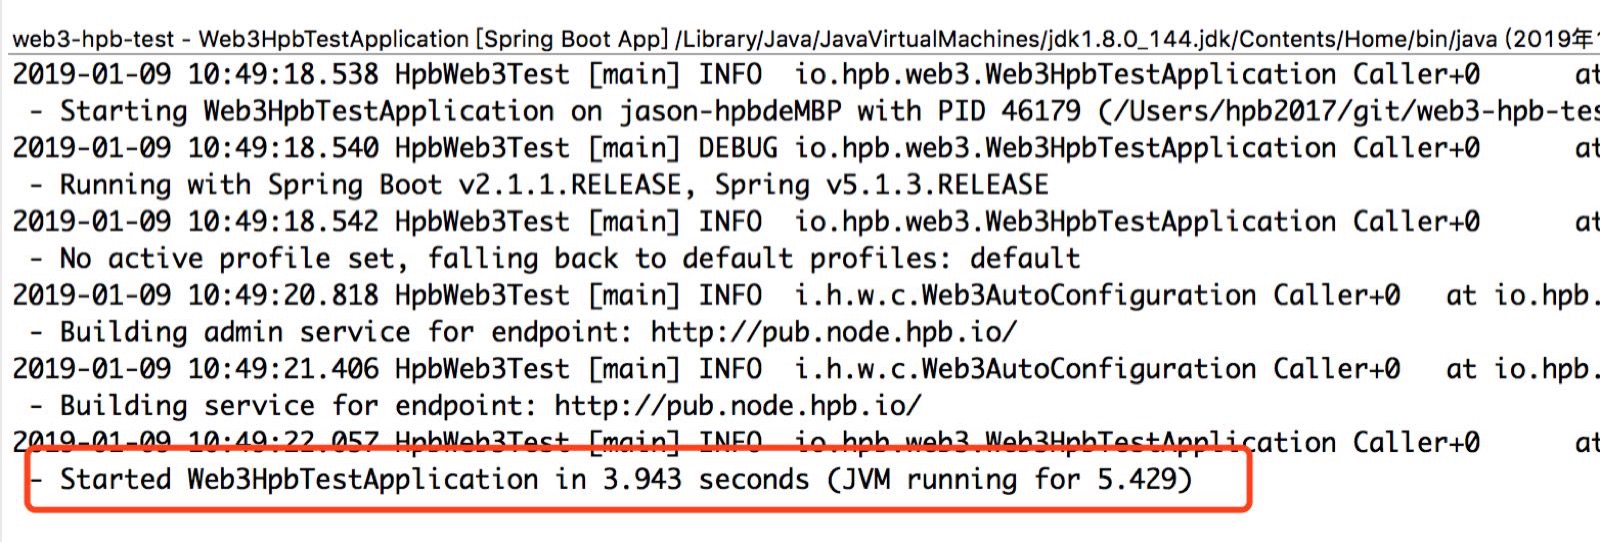 web3-hpb-test - Web3HpbTestApplication [Spring Boot App] /Library/Java/JavaVirtualMachines/jdk1.8.0_144.jdk/Contents/Home/bin/java (2019年
2019-01-09 10:49:18.538 HpbWeb3Test [main] INFO  io.hpb.web3.Web3HpbTestApplication Caller+0      at
 - Starting Web3HpbTestApplication on jason-hpbdeMBP with PID 46179 (/Users/hpb2017/git/web3-hpb-tes
2019-01-09 10:49:18.540 HpbWeb3Test [main] DEBUG io.hpb.web3.Web3HpbTestApplication Caller+0      at
 - Running with Spring Boot v2.1.1.RELEASE, Spring v5.1.3.RELEASE
2019-01-09 10:49:18.542 HpbWeb3Test [main] INFO  io.hpb.web3.Web3HpbTestApplication Caller+0      at
 - No active profile set, falling back to default profiles: default
2019-01-09 10:49:20.818 HpbWeb3Test [main] INFO  i.h.w.c.Web3AutoConfiguration Caller+0   at io.hpb.
 - Building admin service for endpoint: http://pub.node.hpb.io/
2019-01-09 10:49:21.406 HpbWeb3Test [main] INFO  i.h.w.c.Web3AutoConfiguration Caller+0   at io.hpb.
 - Building service for endpoint: http://pub.node.hpb.io/
2019-01-09 10:49:22.057 HpbWeb3Test [main] INFO  io.hpb.web3.Web3HpbTestApplication Caller+0      at
 - Started Web3HpbTestApplication in 3.943 seconds (JVM running for 5.429)